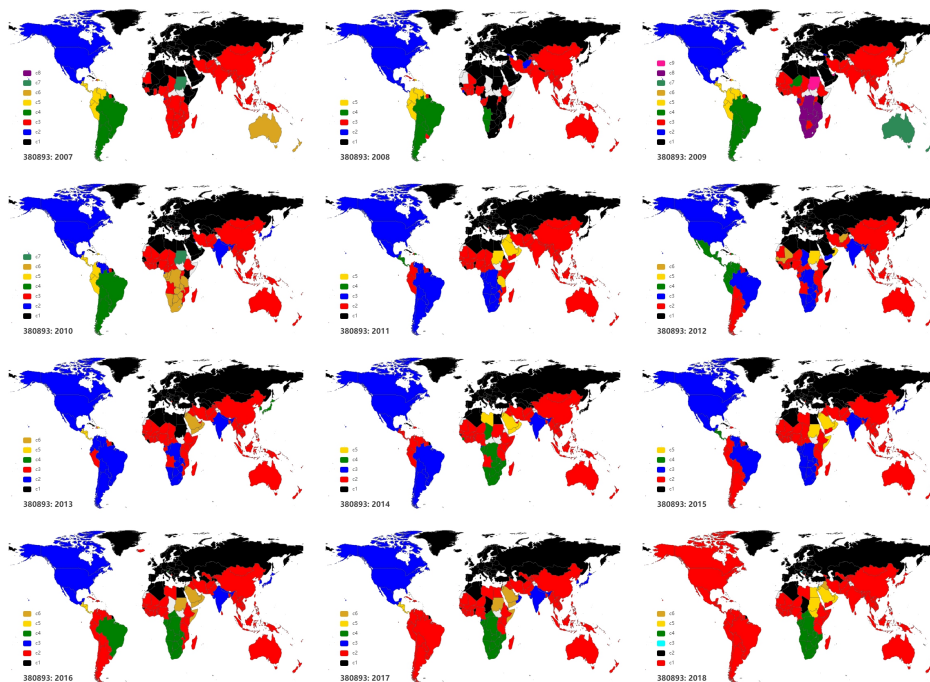 c8
c7
c6
c5
c4
c3
c2
c1
380893: 2007
c5
c4
c3
c2
c1
380893: 2008
c9
c8
c7
c6
c5
c4
c3
c2
c1
380893: 2009
c7
c6
c5
c4
c3
c2
c1
380893: 2010
c5
c4
c3
c2
c1
380893: 2011
c6
c5
c4
c3
c2
c1
380893: 2012
c6
c5
c4
c3
c2
c1
380893: 2013
c5
c4
c3
c2
c1
380893: 2014
c5
c4
c3
c2
c1
380893: 2015
c6
c5
c4
c3
c2
c1
380893: 2016
c6
c5
c4
c3
c2
c1
380893: 2017
c6
c5
c4
c3
c2
c1
380893: 2018